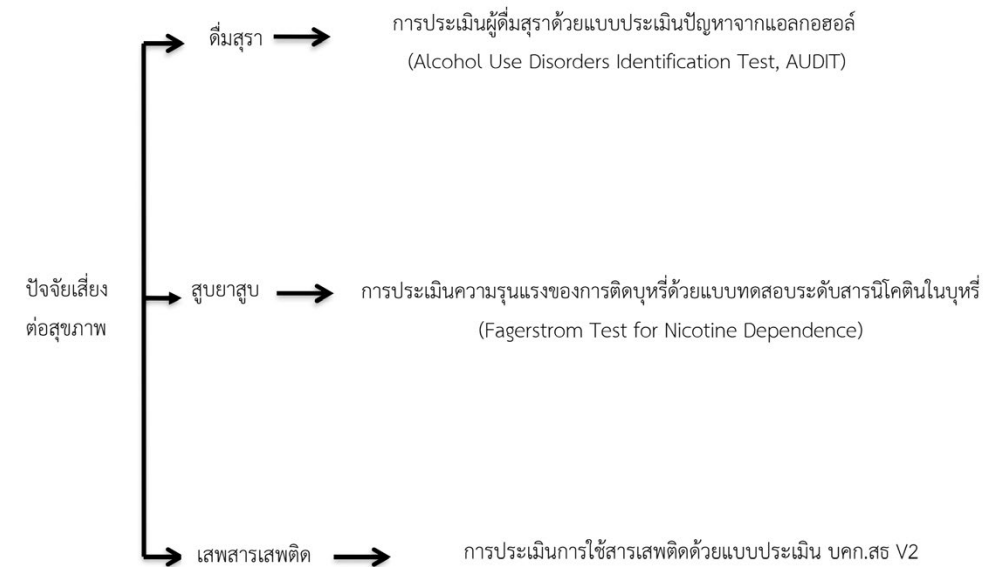 ดื่มสุรา
การประเมินผู้ดื่มสุราด้วยแบบประเมินปัญหาจากแอลกอฮอล์
(Alcohol Use Disorders Identification Test, AUDIT)
ปัจจัยเสี่ยง
ต่อสุขภาพ
สูบยาสูบ
การประเมินความรุนแรงของการติดบุหรี่ด้วยแบบทดสอบระดับสารนิโคตินในบุหรี่
(Fagerstrom Test for Nicotine Dependence)
เสพสารเสพติด
การประเมินการใช้สารเสพติดด้วยแบบประเมิน บคก.สธ V2